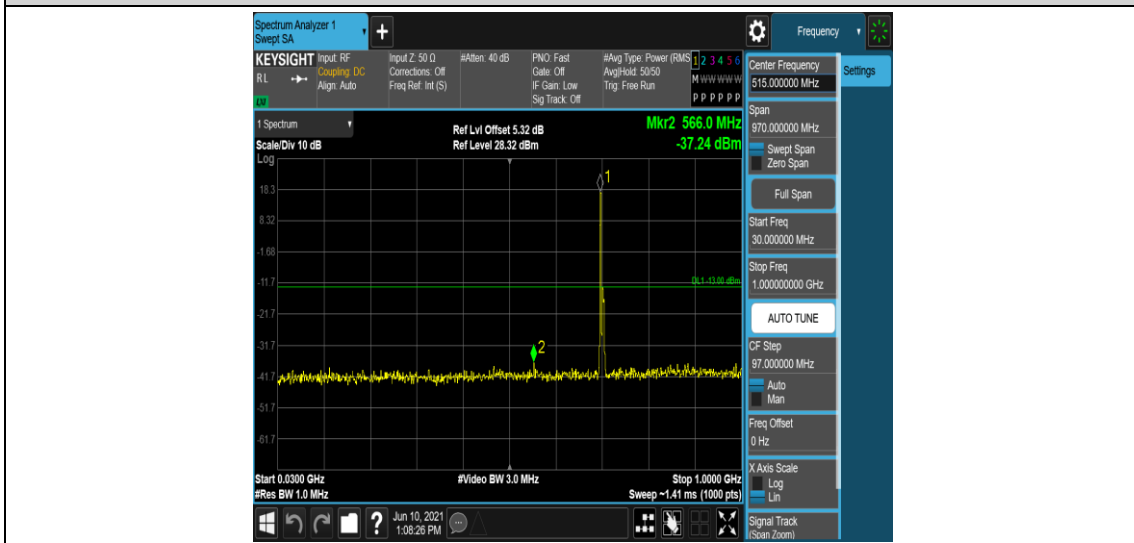 Spectrum Analyzer 1
Swept SA
+
Frequency
KEYSIGHT
RL
LXI
Input: RF
Coupling: DC
Align: Auto
Input Z: 50 Ω
Corrections: Off
Freq Ref: Int (S)
#Atten: 40 dB
PNO: Fast
Gate: Off
IF Gain: Low
Sig Track: Off
#Avg Type: Power (RMS
Avg|Hold: 50/50
Trig: Free Run
1 2 3 4 5 6
M W W W W W
P P P P P P
Center Frequency
515.000000 MHz
Settings
Span
970.000000 MHz
Swept Span
Zero Span
Full Span
Start Freq
30.000000 MHz
Stop Freq
1.000000000 GHz
AUTO TUNE
CF Step
97.000000 MHz
Auto
Man
Freq Offset
0 Hz
X Axis Scale
Log
Lin
Signal Track
(Span Zoom)
1 Spectrum
Scale/Div 10 dB
Ref Lvl Offset 5.32 dB
Ref Level 28.32 dBm
Mkr2 566.0 MHz
-37.24 dBm
Log
1
18.3
8.32
-1.68
-11.7
DL1 -13.00 dBm
-21.7
-31.7
2
-41.7
-51.7
-61.7
Start 0.0300 GHz
#Res BW 1.0 MHz
#Video BW 3.0 MHz
Stop 1.0000 GHz
Sweep ~1.41 ms (1000 pts)
?
Jun 10, 2021
1:08:26 PM